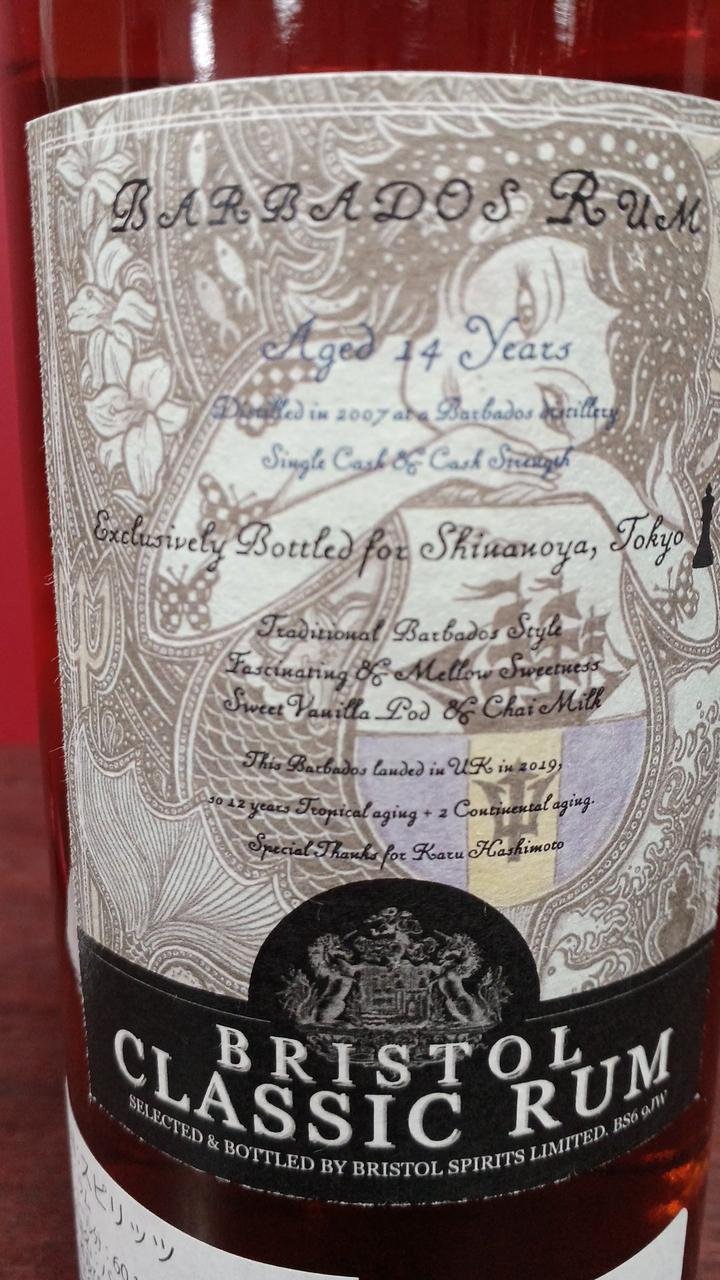 BARBADOS RUM
Aged 14 Years
Distilled in 2007 at a Barbados distillery
Single Cask & Cask Strength
Exclusively Bottled for Shinanoya, Tokyo
Traditional Barbados Style
Fascinating & Mellow Sweetness
Sweet Vanilla Pod & Chai Milk
This Barbados landed in UK in 2019,
so 12 years Tropical aging + 2 Continental aging.
Special Thanks for Kazu Hashimoto
BRISTOL
CLASSIC RUM
SELECTED & BOTTLED BY BRISTOL SPIRITS LIMITED. BS6 9JW
スピリッツ